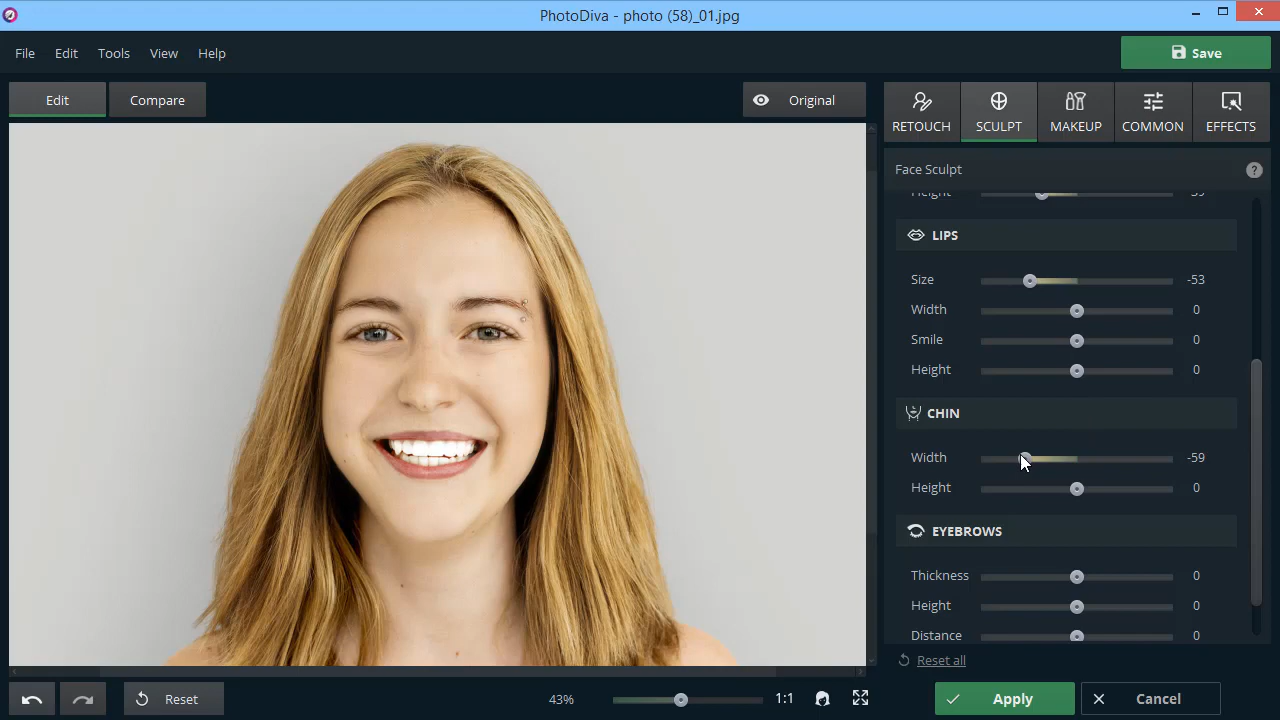 PhotoDiva - photo (58)_01.jpg
File Edit Tools View Help
Save
Edit Compare Original
RETOUCH SCULPT MAKEUP COMMON EFFECTS
Face Sculpt ?
Height -39
LIPS
Size -53
Width 0
Smile 0
Height 0
CHIN
Width -59
Height 0
EYEBROWS
Thickness 0
Height 0
Distance 0
Reset all
Reset 43% 1:1 Apply Cancel